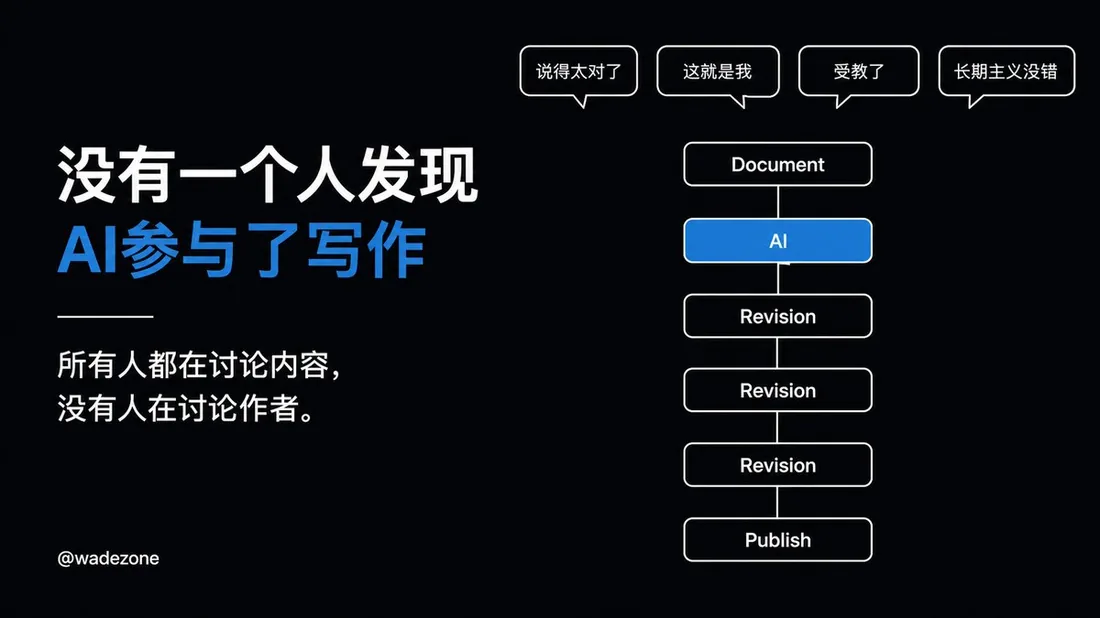 说得太对了
这就是我
受教了
长期主义没错
没有一个人发现
AI参与了写作
所有人都在讨论内容，
没有人在讨论作者。
@wadezone
Document
AI
Revision
Revision
Revision
Publish